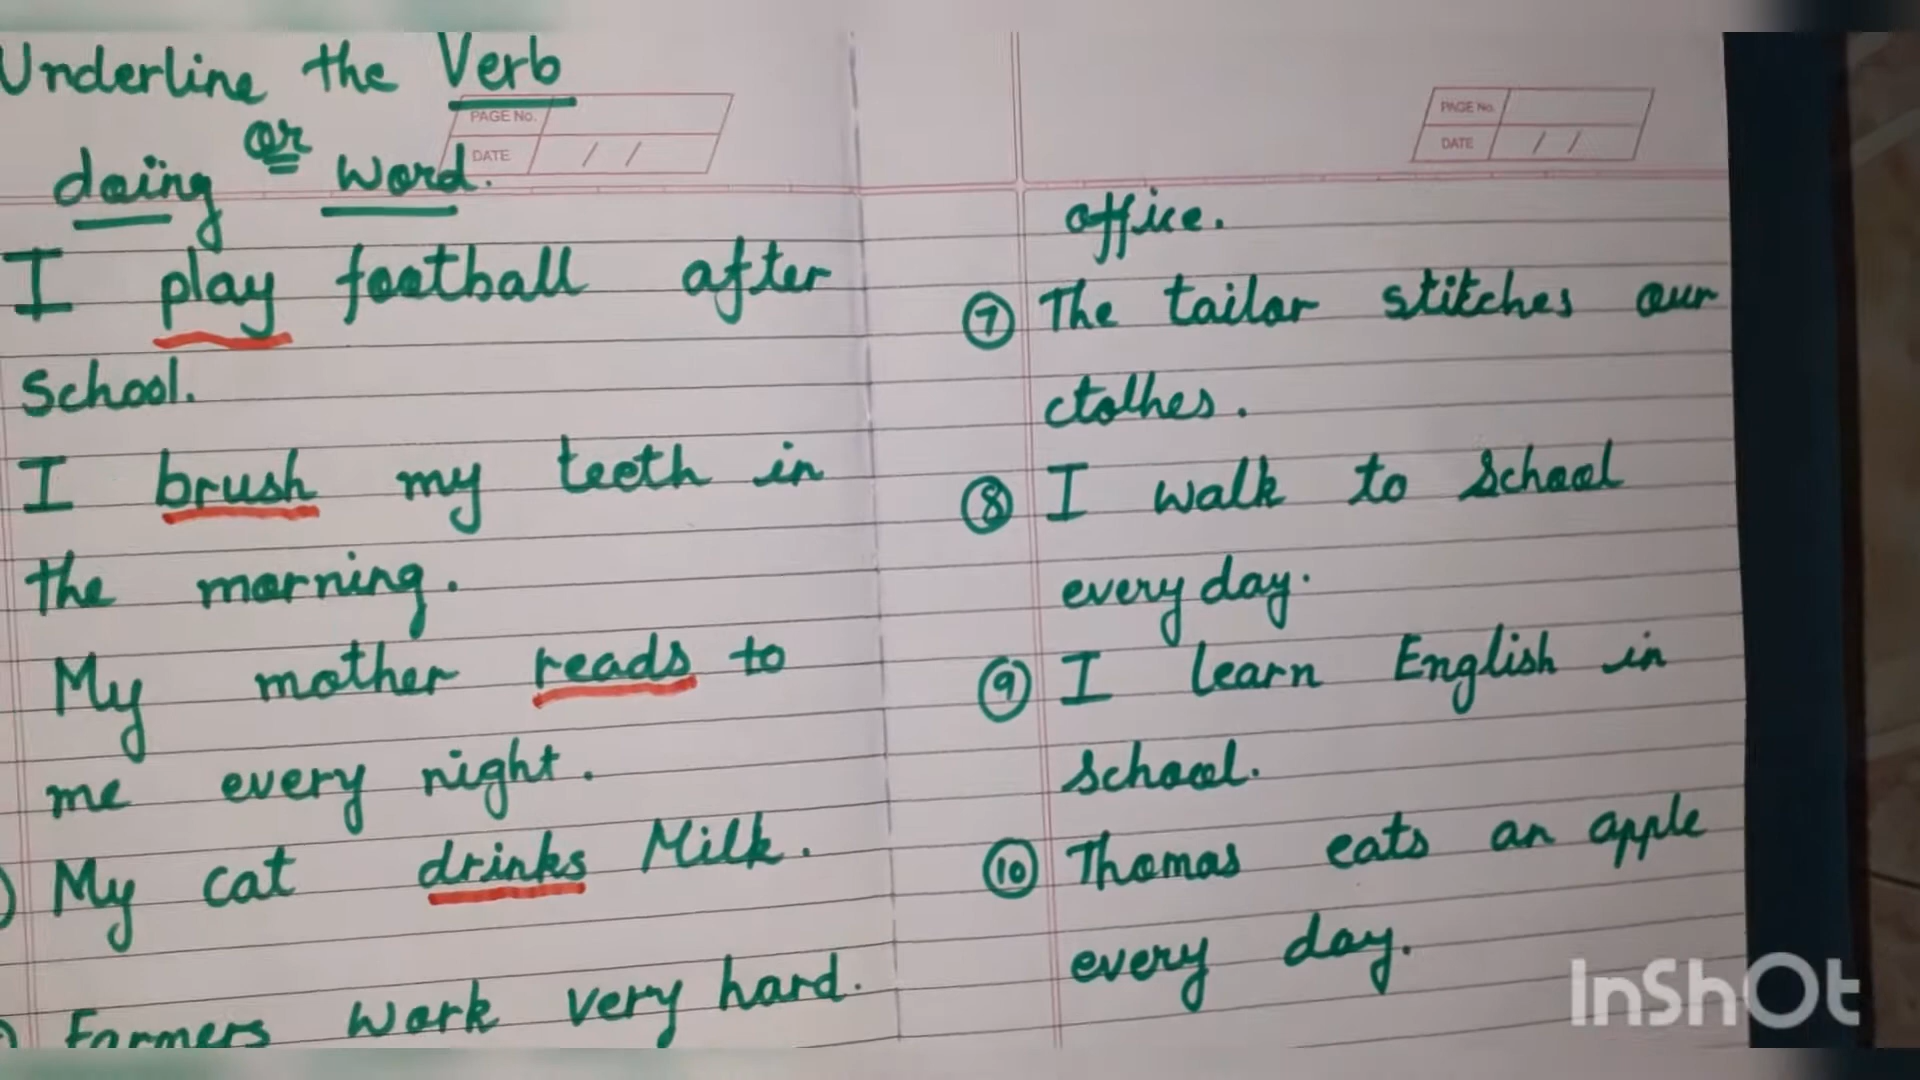 Underline the Verb
or
doing word.
PAGE No.
DATE / /
I play football after
School.
I brush my teeth in
the morning.
My mother reads to
me every night.
) My cat drinks Milk.
) Farmers work very hard.
PAGE No.
DATE / /
office.
7 The tailor stitches our
ctolhes.
8 I walk to School
every day.
9 I learn English in
school.
10 Thomas eats an apple
every day.
InShOt